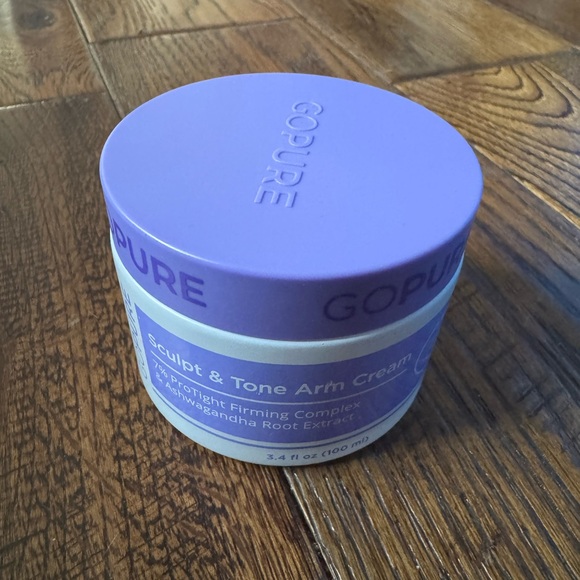 GOPURE
PURE
GOPURE
Sculpt & Tone Arm Cream
7% ProTight Firming Complex
& Ashwagandha Root Extract
3.4 fl oz (100 ml)